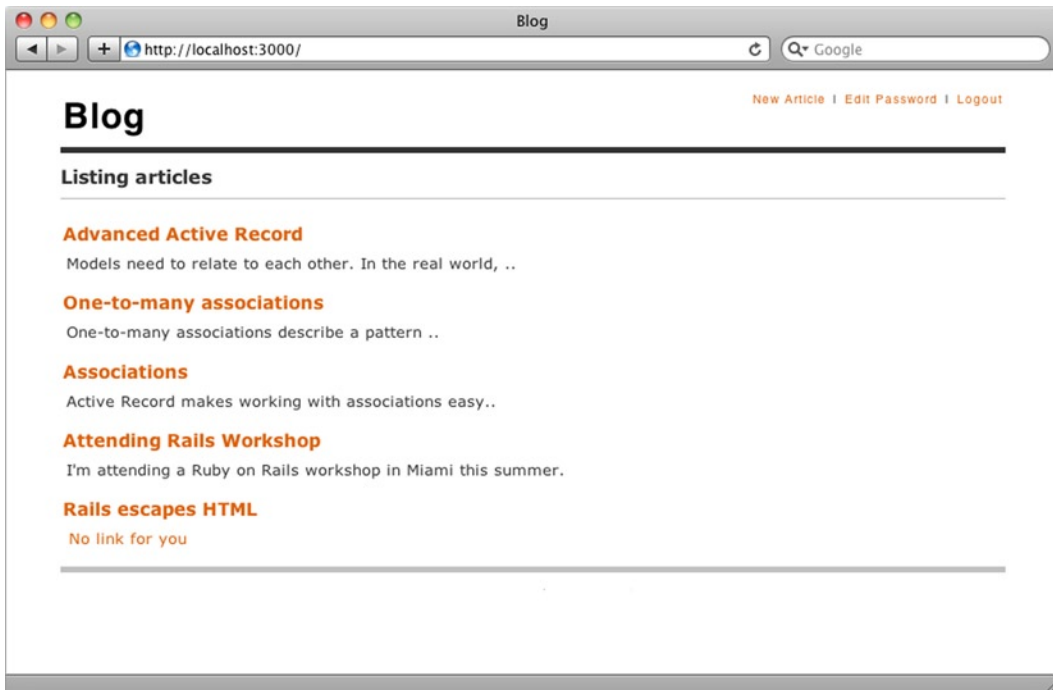 Blog
http://localhost:3000/
Google
New Article | Edit Password | Logout
Blog
Listing articles
Advanced Active Record
Models need to relate to each other. In the real world, ..
One-to-many associations
One-to-many associations describe a pattern ..
Associations
Active Record makes working with associations easy..
Attending Rails Workshop
I'm attending a Ruby on Rails workshop in Miami this summer.
Rails escapes HTML
No link for you